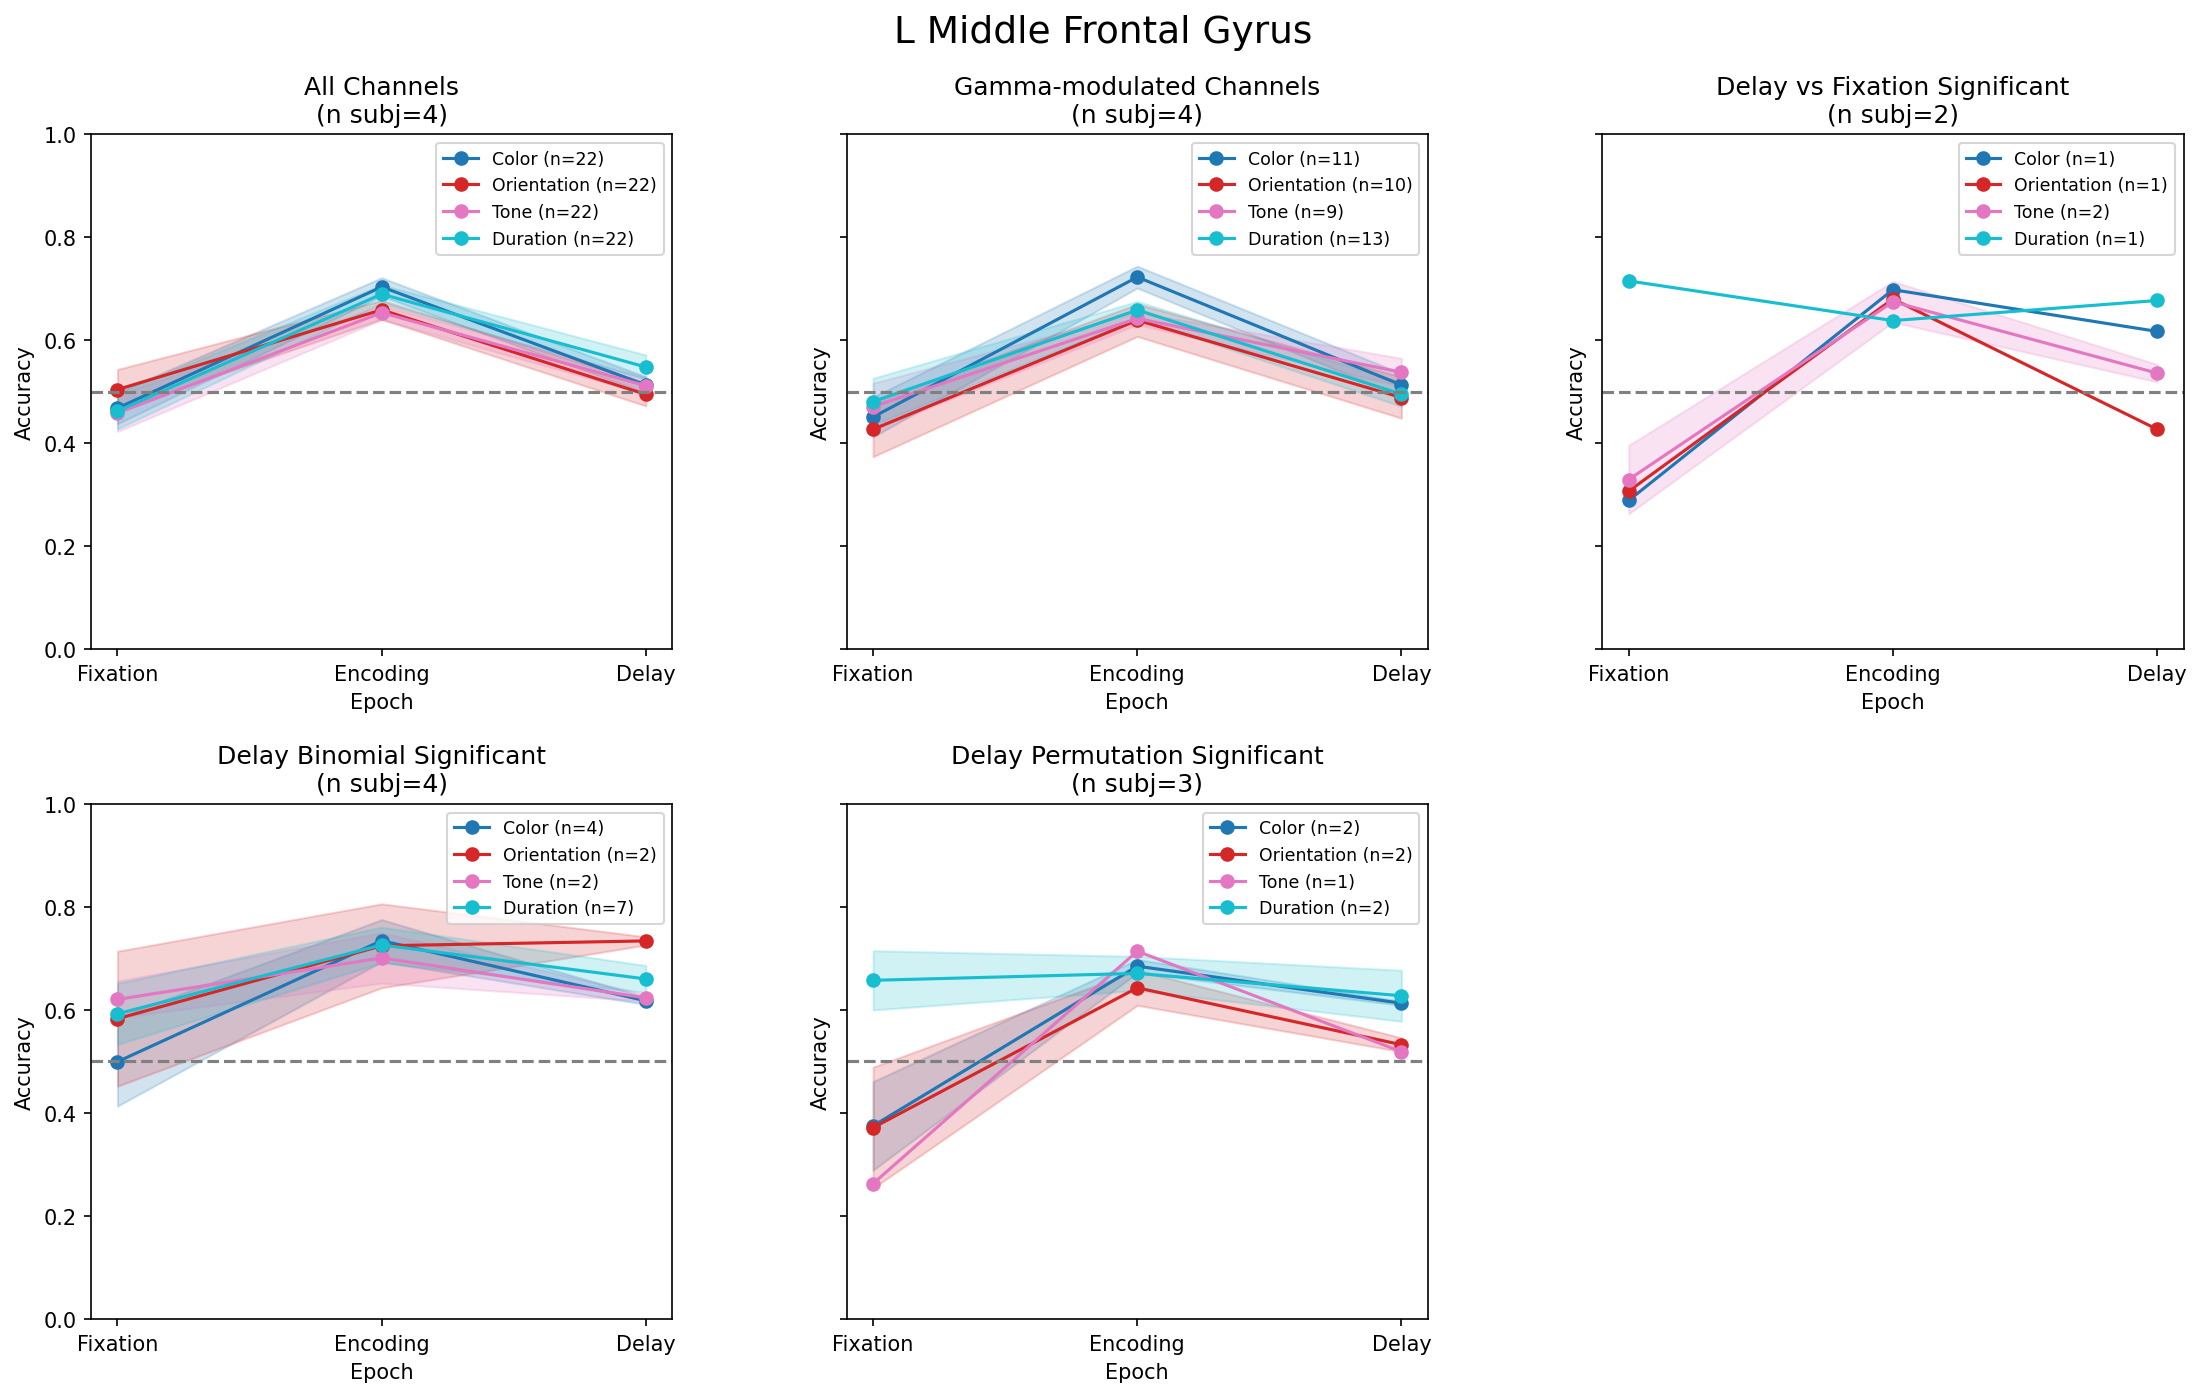 L Middle Frontal Gyrus
All Channels
(n subj=4)
Color (n=22)
Orientation (n=22)
Tone (n=22)
Duration (n=22)
1.0
0.8
0.6
0.4
0.2
0.0
Accuracy
Fixation
Encoding
Delay
Epoch
Gamma-modulated Channels
(n subj=4)
Color (n=11)
Orientation (n=10)
Tone (n=9)
Duration (n=13)
Accuracy
Fixation
Encoding
Delay
Epoch
Delay vs Fixation Significant
(n subj=2)
Color (n=1)
Orientation (n=1)
Tone (n=2)
Duration (n=1)
Accuracy
Fixation
Encoding
Delay
Epoch
Delay Binomial Significant
(n subj=4)
Color (n=4)
Orientation (n=2)
Tone (n=2)
Duration (n=7)
1.0
0.8
0.6
0.4
0.2
0.0
Accuracy
Fixation
Encoding
Delay
Epoch
Delay Permutation Significant
(n subj=3)
Color (n=2)
Orientation (n=2)
Tone (n=1)
Duration (n=2)
Accuracy
Fixation
Encoding
Delay
Epoch